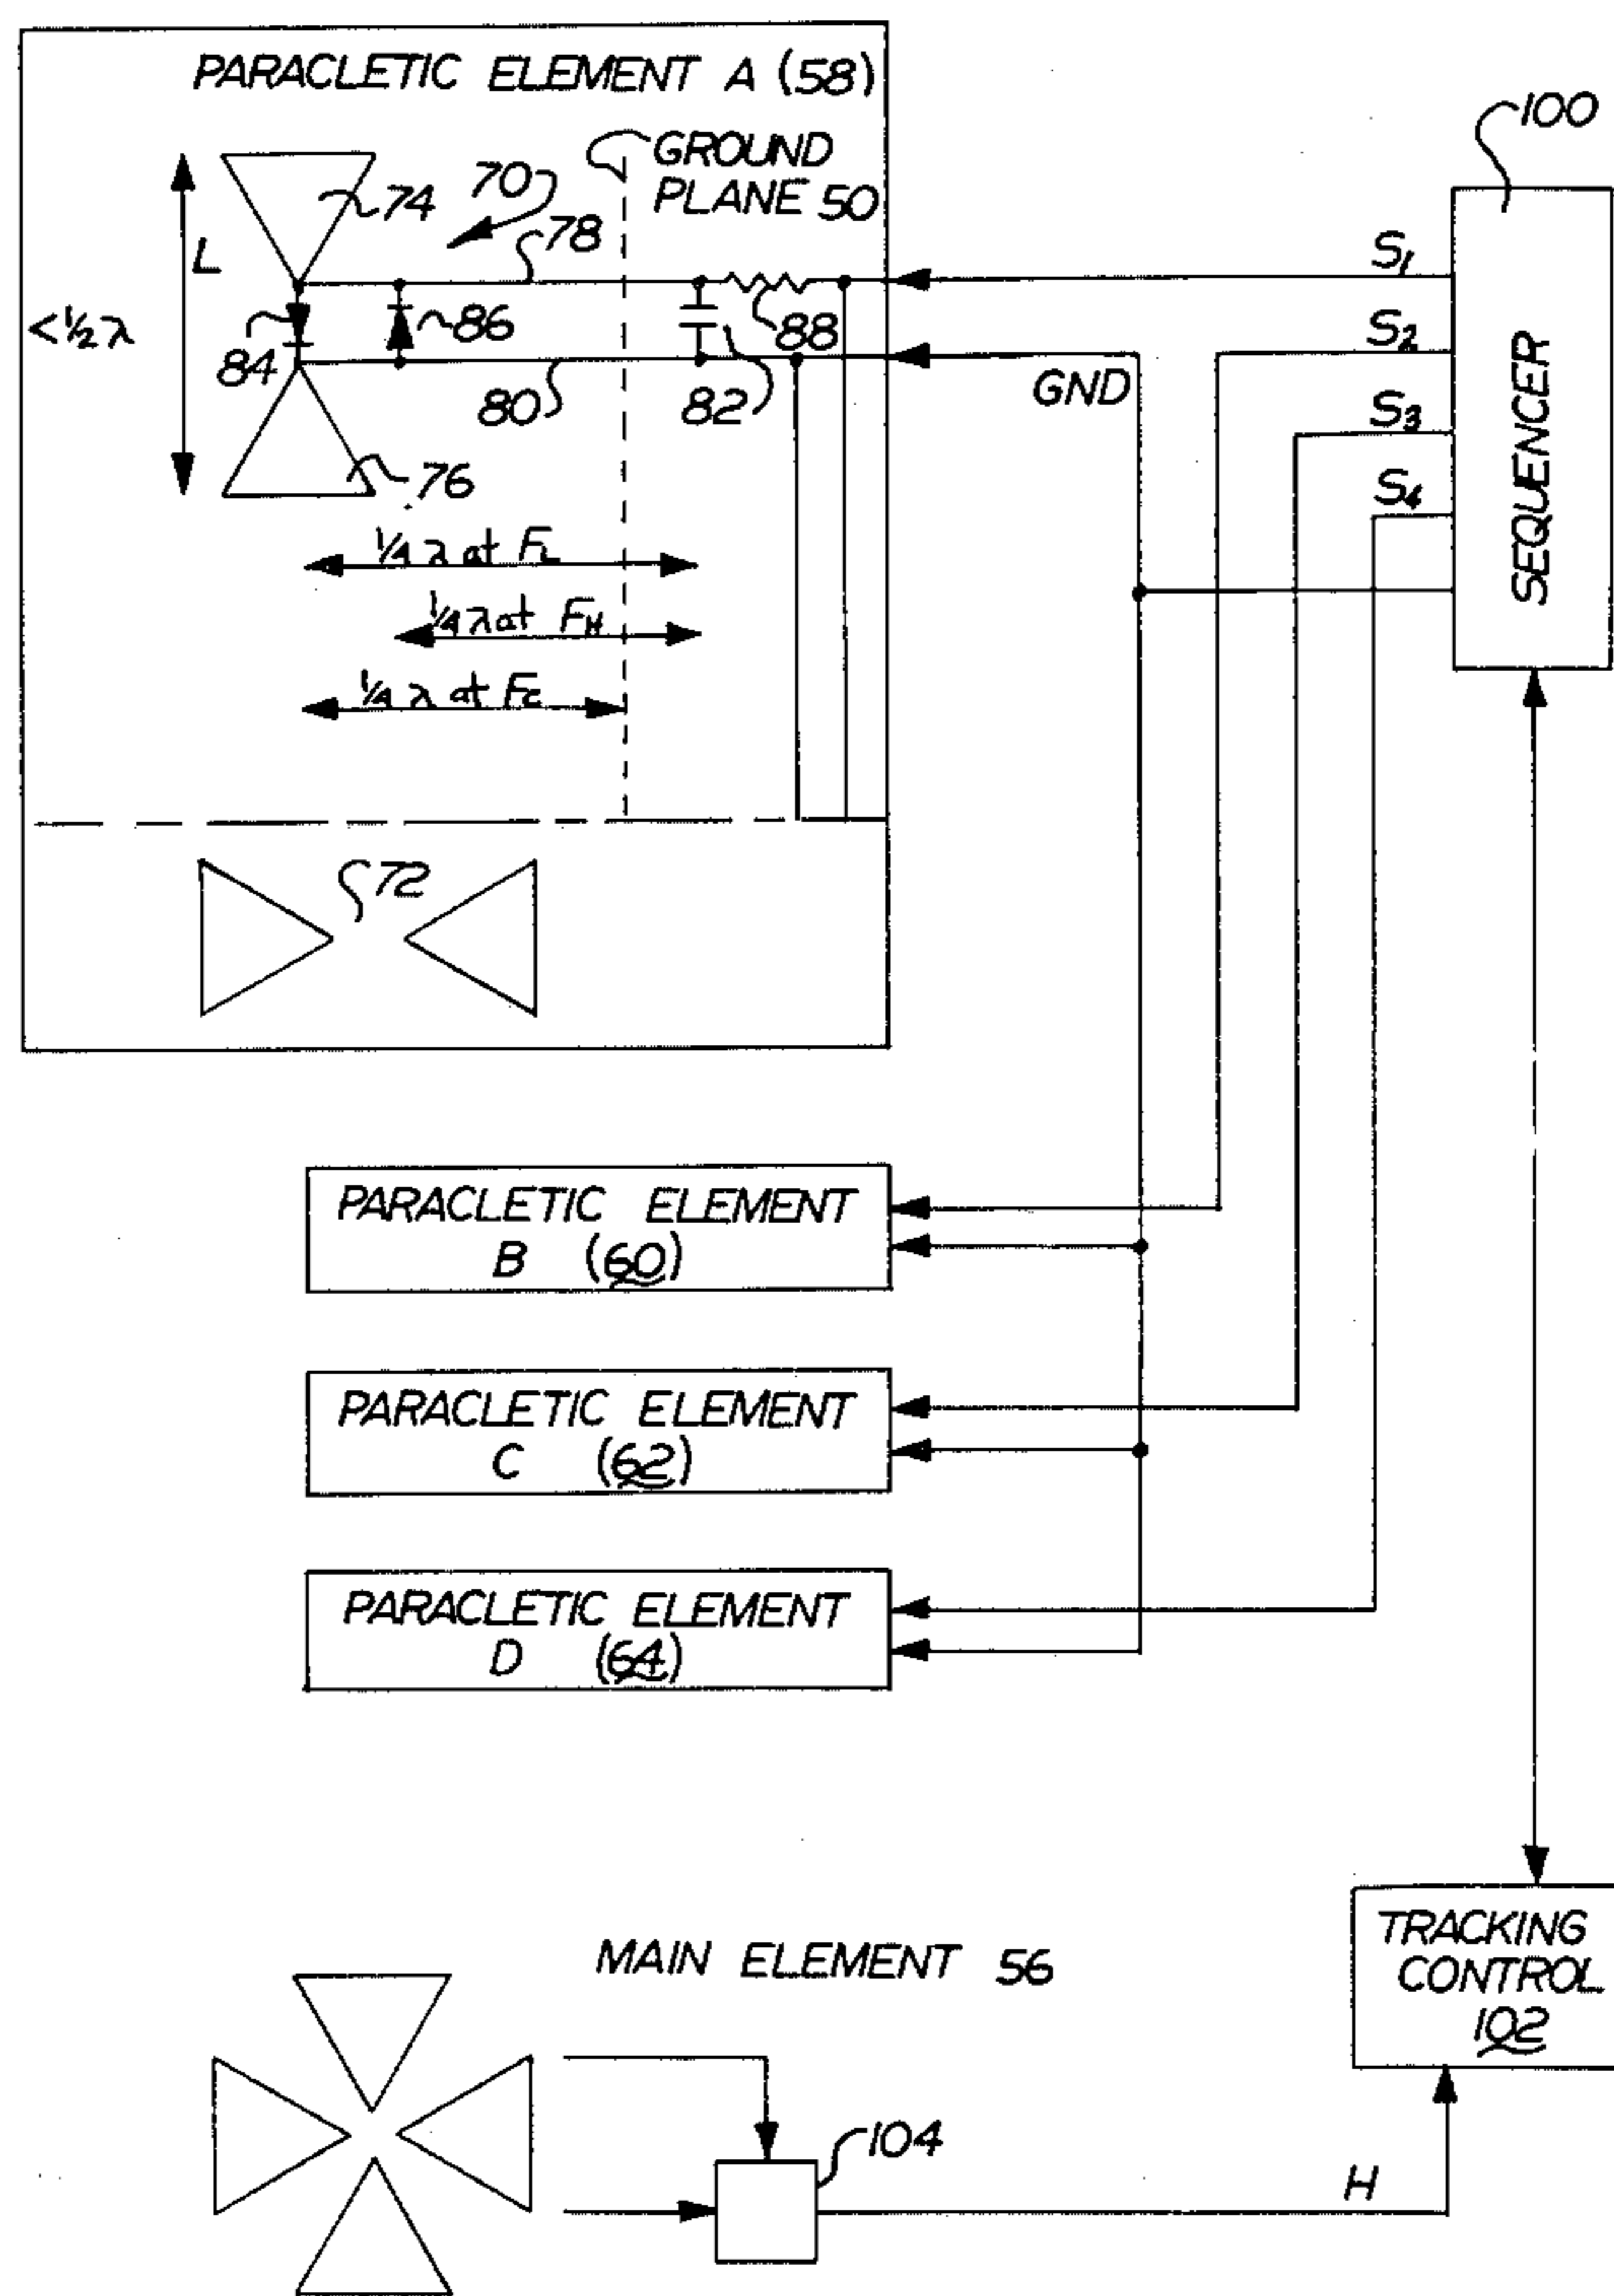 PARACLETIC ELEMENT A (58)
100
GROUND
PLANE 50
70
74
78
L
S1
<½λ
86
88
S2
84
GND
80
82
S3
76
S4
SEQUENCER
¼ λ at FL
¼ λ at FH
¼ λ at FC
72
PARACLETIC ELEMENT
B (60)
PARACLETIC ELEMENT
C (62)
PARACLETIC ELEMENT
D (64)
MAIN ELEMENT 56
TRACKING
CONTROL
102
104
H